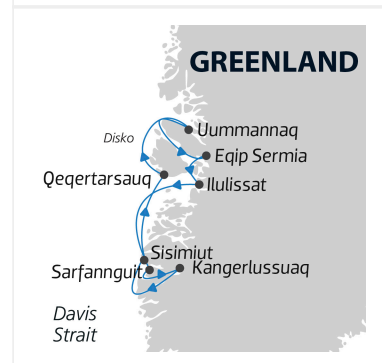 GREENLAND
Uummannaq
Disko
Eqip Sermia
Qeqertarsauq
Ilulissat
Sisimiut
Sarfannguit
Kangerlussuaq
Davis
Strait